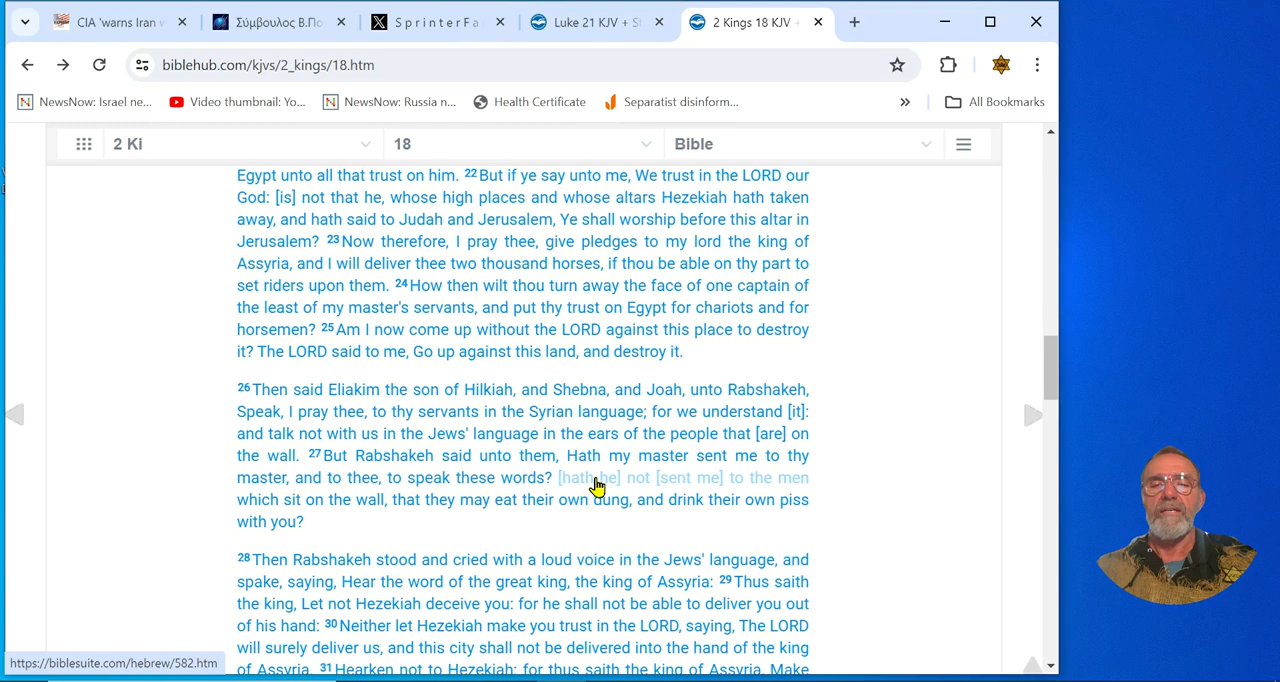 CIA 'warns Iran w
Σύμβουλος Β.Πο
SprinterFa
Luke 21 KJV + St
2 Kings 18 KJV +
biblehub.com/kjvs/2_kings/18.htm
NewsNow: Israel ne...
Video thumbnail: Yo...
NewsNow: Russia n...
Health Certificate
Separatist disinform...
»
All Bookmarks
2 Ki
18
Bible
Egypt unto all that trust on him. 22 But if ye say unto me, We trust in the LORD our
God: [is] not that he, whose high places and whose altars Hezekiah hath taken
away, and hath said to Judah and Jerusalem, Ye shall worship before this altar in
Jerusalem? 23 Now therefore, I pray thee, give pledges to my lord the king of
Assyria, and I will deliver thee two thousand horses, if thou be able on thy part to
set riders upon them. 24 How then wilt thou turn away the face of one captain of
the least of my master's servants, and put thy trust on Egypt for chariots and for
horsemen? 25 Am I now come up without the LORD against this place to destroy
it? The LORD said to me, Go up against this land, and destroy it.
26 Then said Eliakim the son of Hilkiah, and Shebna, and Joah, unto Rabshakeh,
Speak, I pray thee, to thy servants in the Syrian language; for we understand [it]:
and talk not with us in the Jews' language in the ears of the people that [are] on
the wall. 27 But Rabshakeh said unto them, Hath my master sent me to thy
master, and to thee, to speak these words? [hath he] not [sent me] to the men
which sit on the wall, that they may eat their own dung, and drink their own piss
with you?
28 Then Rabshakeh stood and cried with a loud voice in the Jews' language, and
spake, saying, Hear the word of the great king, the king of Assyria: 29 Thus saith
the king, Let not Hezekiah deceive you: for he shall not be able to deliver you out
of his hand: 30 Neither let Hezekiah make you trust in the LORD, saying, The LORD
will surely deliver us, and this city shall not be delivered into the hand of the king
of Assyria. 31 Hearken not to Hezekiah: for thus saith the king of Assyria, Make
https://biblesuite.com/hebrew/582.htm